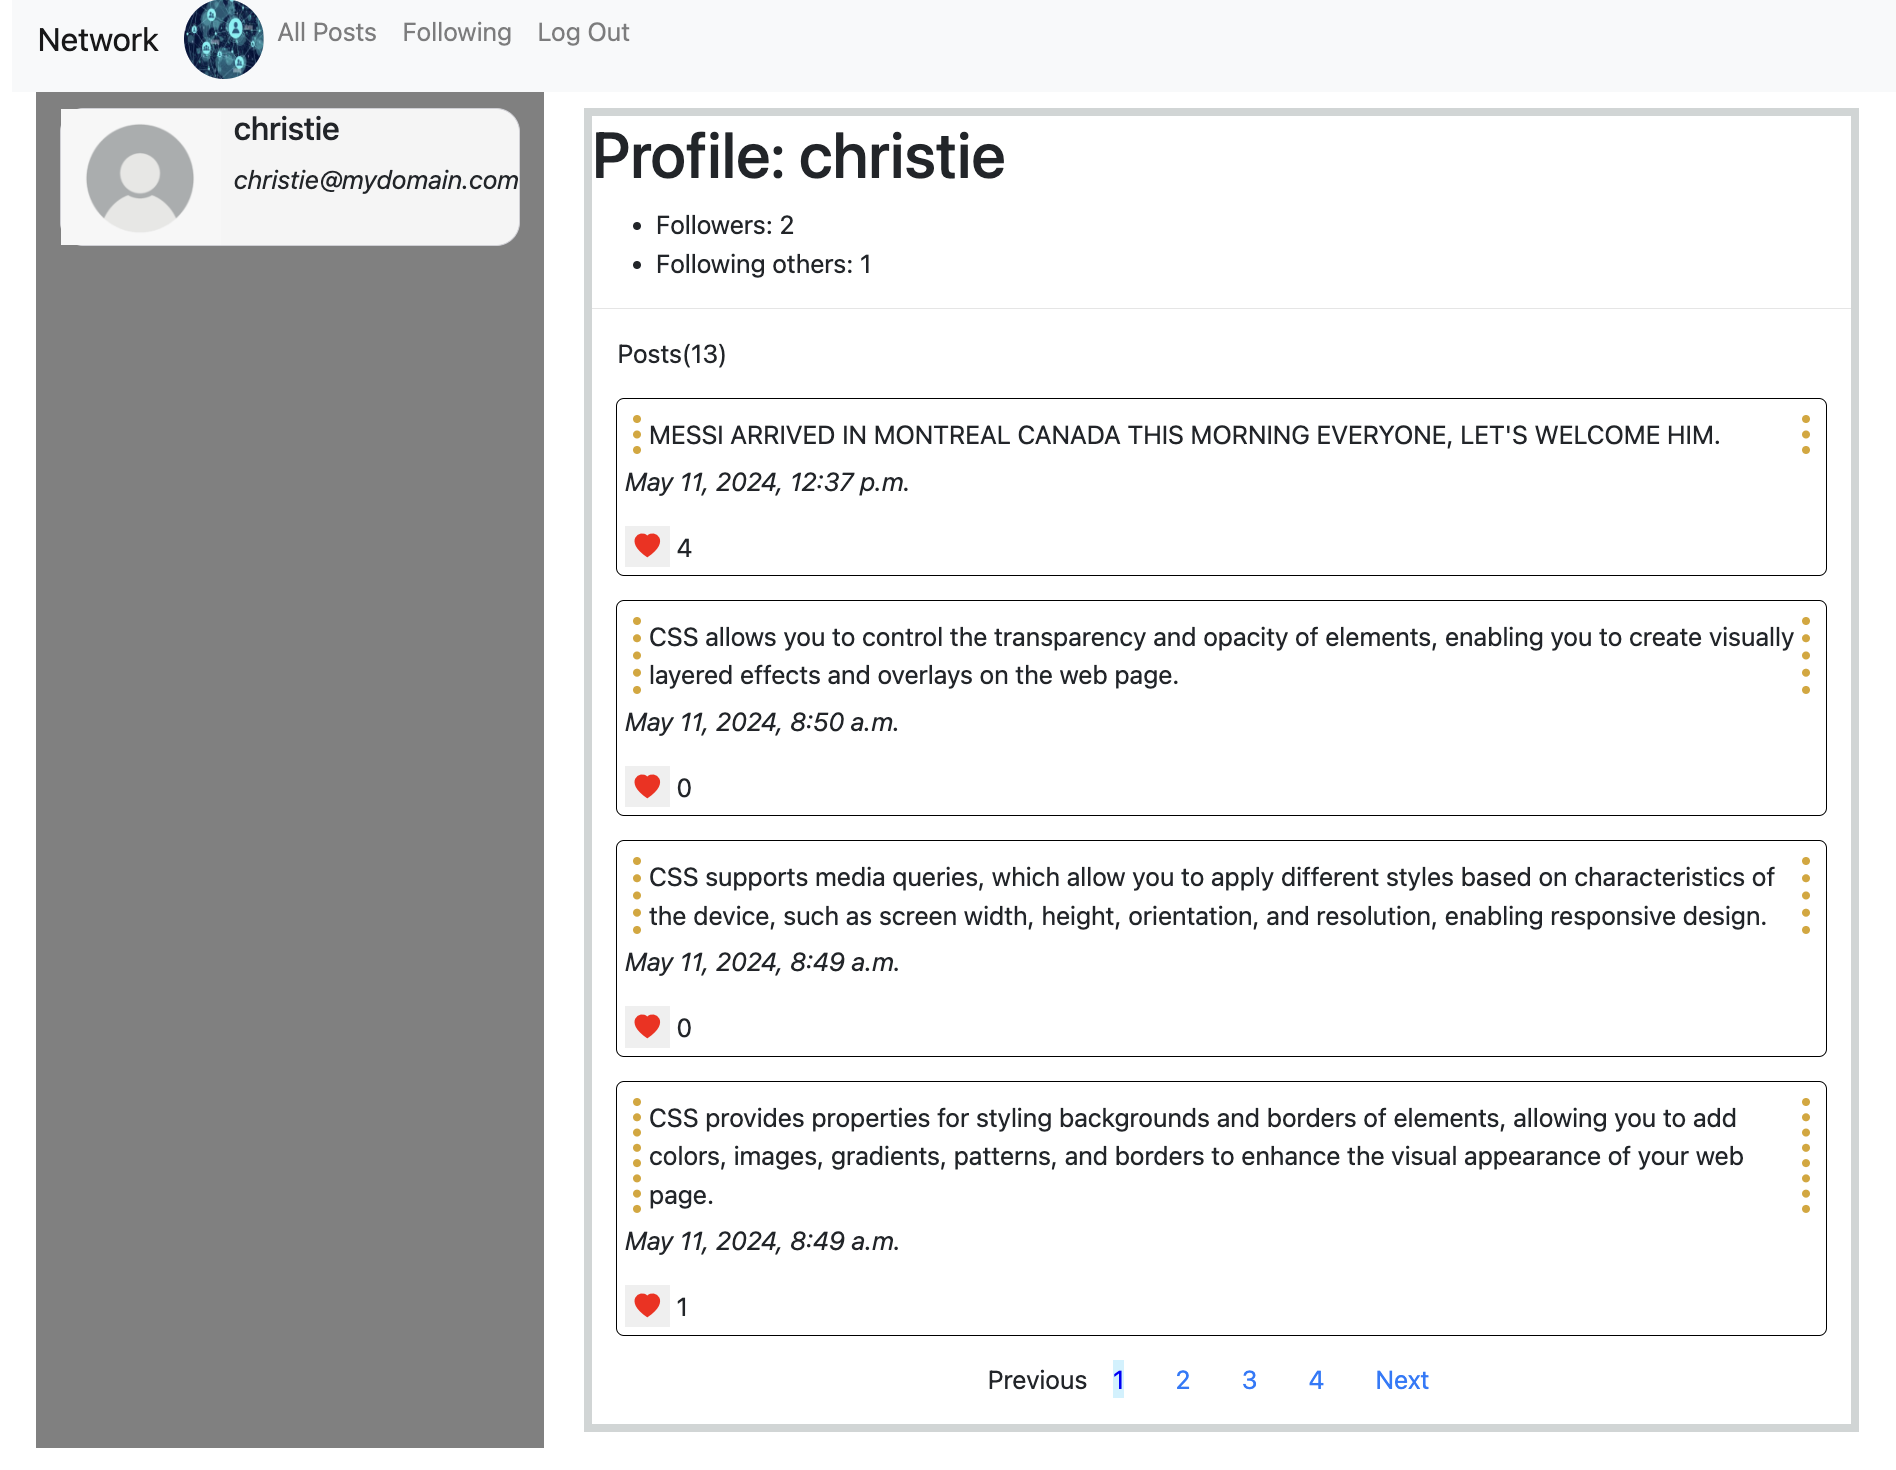 Network All Posts Following Log Out
christie
christie@mydomain.com
Profile: christie
Followers: 2
Following others: 1
Posts(13)
MESSI ARRIVED IN MONTREAL CANADA THIS MORNING EVERYONE, LET'S WELCOME HIM.
May 11, 2024, 12:37 p.m.
4
CSS allows you to control the transparency and opacity of elements, enabling you to create visually
layered effects and overlays on the web page.
May 11, 2024, 8:50 a.m.
0
CSS supports media queries, which allow you to apply different styles based on characteristics of
the device, such as screen width, height, orientation, and resolution, enabling responsive design.
May 11, 2024, 8:49 a.m.
0
CSS provides properties for styling backgrounds and borders of elements, allowing you to add
colors, images, gradients, patterns, and borders to enhance the visual appearance of your web
page.
May 11, 2024, 8:49 a.m.
1
Previous 1 2 3 4 Next